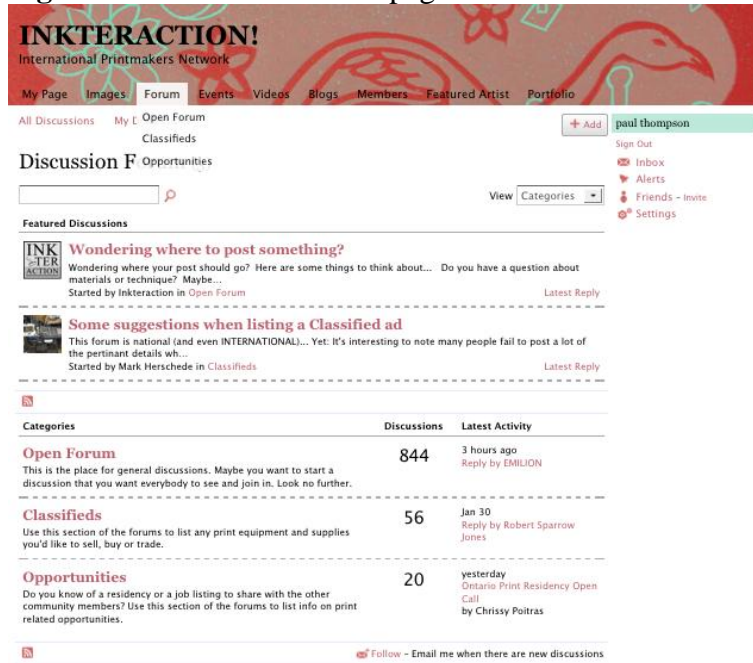 INKTERACTION!
International Printmakers Network
My Page Images Forum Events Videos Blogs Members Featured Artist Portfolio
All Discussions My D
Open Forum
Classifieds
Opportunities
+ Add
paul thompson
Sign Out
Inbox
Alerts
Friends – Invite
Settings
Discussion F
View Categories
Featured Discussions
INK
TER
ACTION
Wondering where to post something?
Wondering where your post should go? Here are some things to think about... Do you have a question about
materials or technique? Maybe...
Started by Inkteraction in Open Forum Latest Reply
Some suggestions when listing a Classified ad
This forum is national (and even INTERNATIONAL)... Yet: It's interesting to note many people fail to post a lot of
the pertinant details wh...
Started by Mark Herschede in Classifieds Latest Reply
Categories Discussions Latest Activity
Open Forum 844 3 hours ago
Reply by EMILION
This is the place for general discussions. Maybe you want to start a
discussion that you want everybody to see and join in. Look no further.
Classifieds 56 Jan 30
Reply by Robert Sparrow
Jones
Use this section of the forums to list any print equipment and supplies
you'd like to sell, buy or trade.
Opportunities 20 yesterday
Ontario Print Residency Open
Call
by Chrissy Poitras
Do you know of a residency or a job listing to share with the other
community members? Use this section of the forums to list info on print
related opportunities.
Follow – Email me when there are new discussions